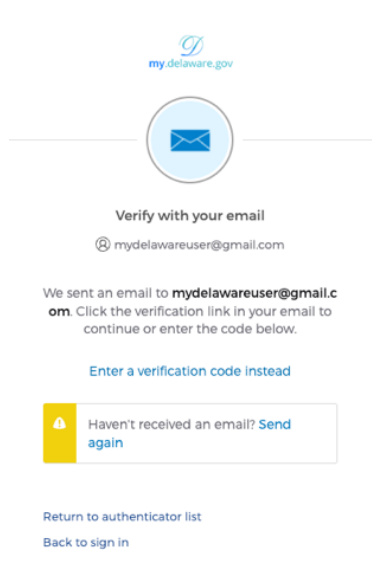 D
my.delaware.gov
Verify with your email
mydelawareuser@gmail.com
We sent an email to mydelawareuser@gmail.c
om. Click the verification link in your email to
continue or enter the code below.
Enter a verification code instead
Haven't received an email? Send
again
Return to authenticator list
Back to sign in